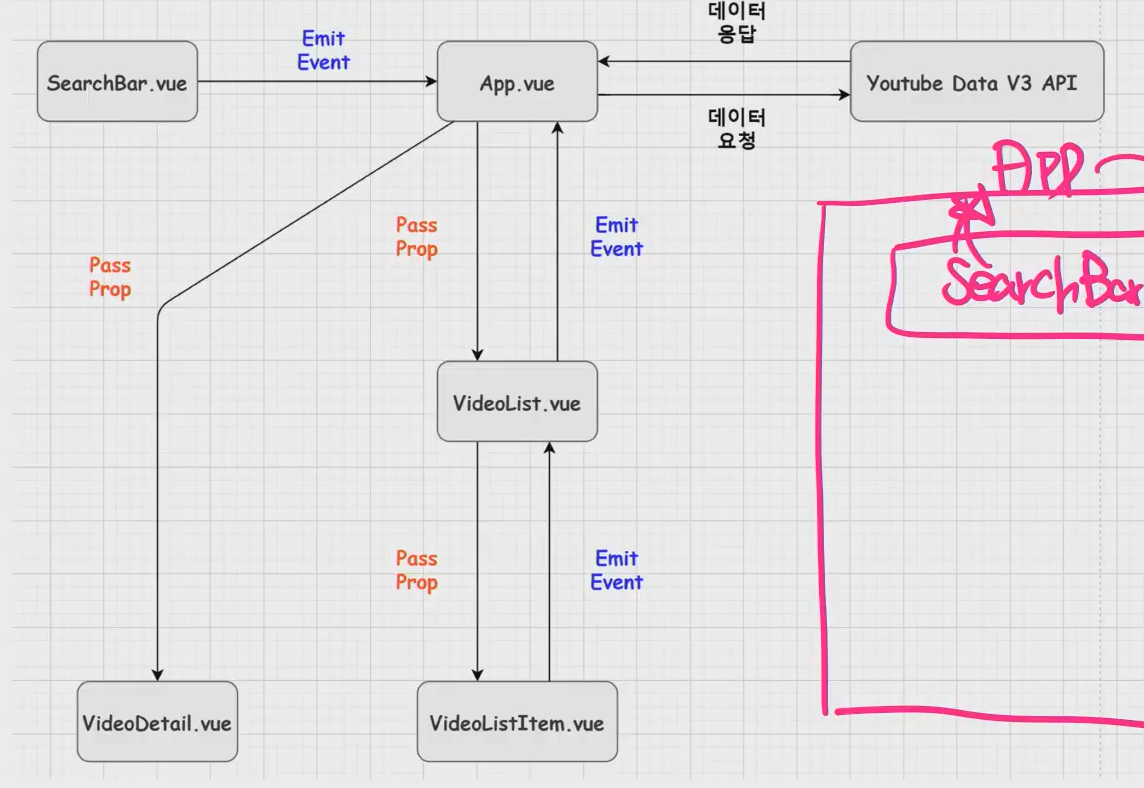 데이터
응답
Emit
Event
SearchBar.vue
App.vue
Youtube Data V3 API
데이터
요청
App
SearchBar
Pass
Prop
Emit
Event
Pass
Prop
VideoList.vue
Pass
Prop
Emit
Event
VideoDetail.vue
VideoListItem.vue